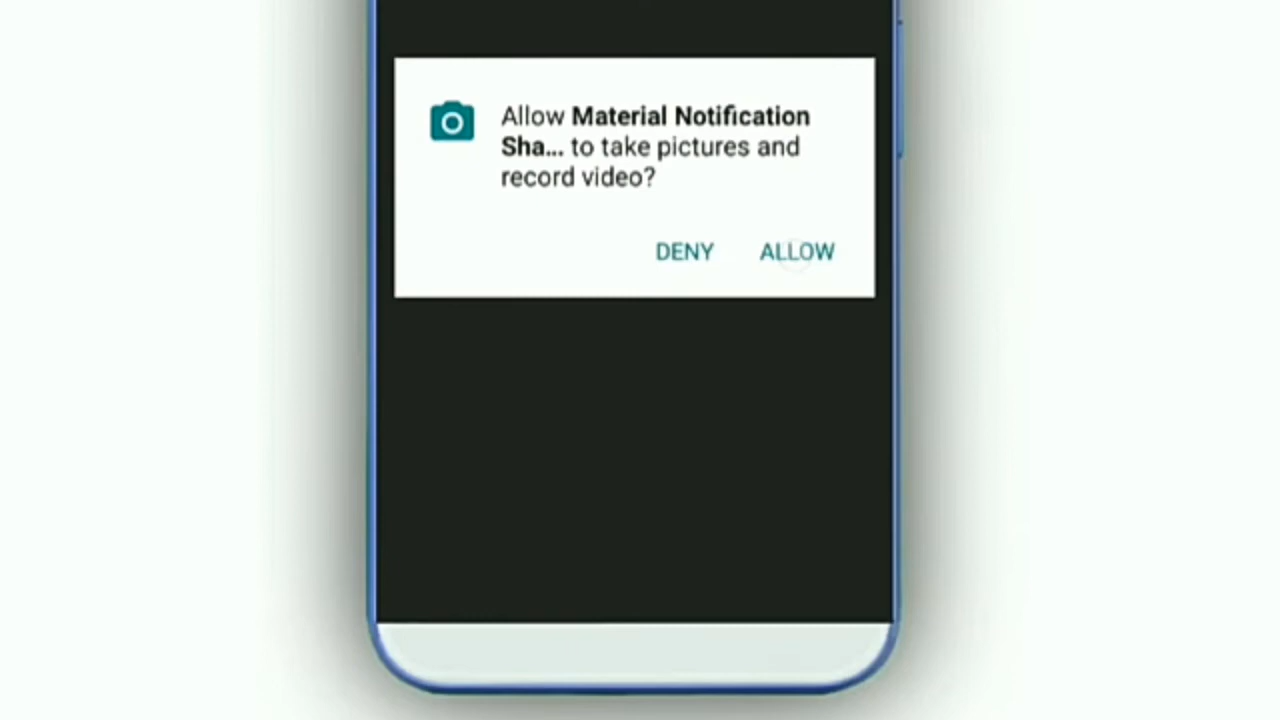 Allow Material Notification
Sha... to take pictures and
record video?
DENY ALLOW